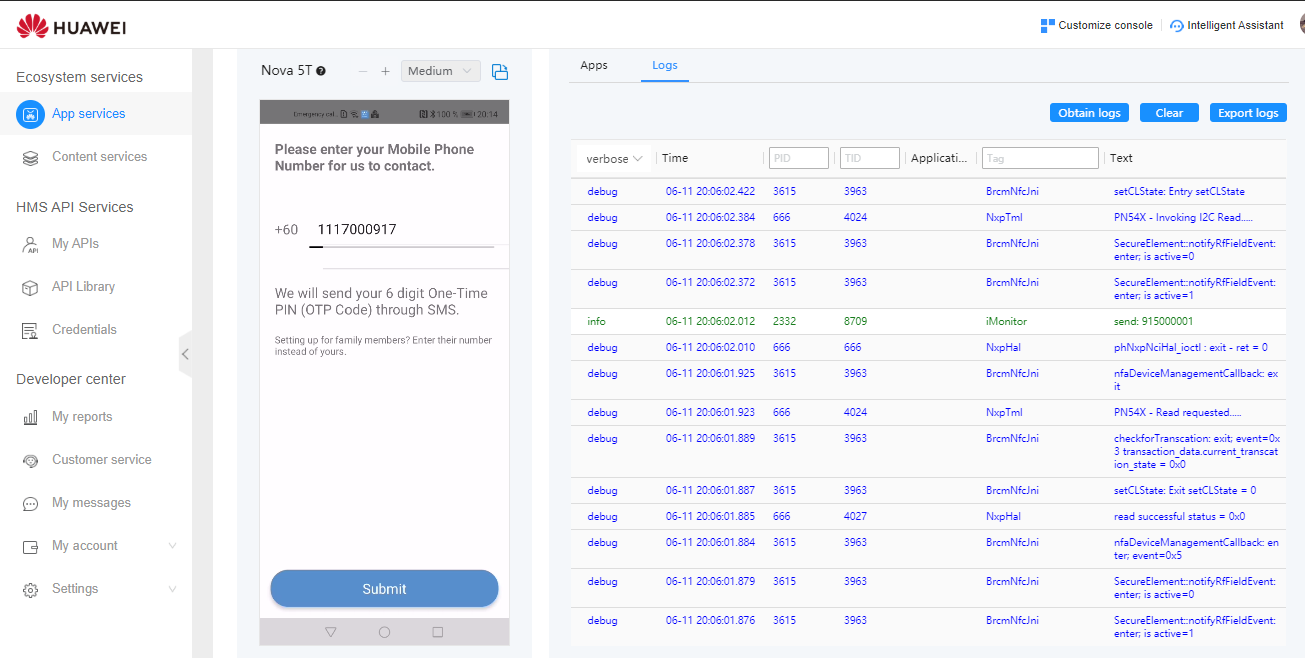 HUAWEI
Customize console
Intelligent Assistant
Ecosystem services
App services
Content services
HMS API Services
My APIs
API Library
Credentials
Developer center
My reports
Customer service
My messages
My account
Settings
Nova 5T
Medium
Emergency cal...
100 %
20:14
Please enter your Mobile Phone
Number for us to contact.
+60 1117000917
We will send your 6 digit One-Time
PIN (OTP Code) through SMS.
Setting up for family members? Enter their number
instead of yours.
Submit
Apps Logs
Obtain logs Clear Export logs
verbose Time PID TID Applicati... Tag Text
debug 06-11 20:06:02.422 3615 3963 BrcmNfcJni setCLState: Entry setCLState
debug 06-11 20:06:02.384 666 4024 NxpTml PN54X - Invoking I2C Read.....
debug 06-11 20:06:02.378 3615 3963 BrcmNfcJni SecureElement::notifyRfFieldEvent:
enter; is active=0
debug 06-11 20:06:02.372 3615 3963 BrcmNfcJni SecureElement::notifyRfFieldEvent:
enter; is active=1
info 06-11 20:06:02.012 2332 8709 iMonitor send: 915000001
debug 06-11 20:06:02.010 666 666 NxpHal phNxpNciHal_ioctl : exit - ret = 0
debug 06-11 20:06:01.925 3615 3963 BrcmNfcJni nfaDeviceManagementCallback: ex
it
debug 06-11 20:06:01.923 666 4024 NxpTml PN54X - Read requested.....
debug 06-11 20:06:01.889 3615 3963 BrcmNfcJni checkforTranscation: exit; event=0x
3 transaction_data.current_transcat
ion_state = 0x0
debug 06-11 20:06:01.887 3615 3963 BrcmNfcJni setCLState: Exit setCLState = 0
debug 06-11 20:06:01.885 666 4027 NxpHal read successful status = 0x0
debug 06-11 20:06:01.884 3615 3963 BrcmNfcJni nfaDeviceManagementCallback: en
ter; event=0x5
debug 06-11 20:06:01.879 3615 3963 BrcmNfcJni SecureElement::notifyRfFieldEvent:
enter; is active=0
debug 06-11 20:06:01.876 3615 3963 BrcmNfcJni SecureElement::notifyRfFieldEvent:
enter; is active=1